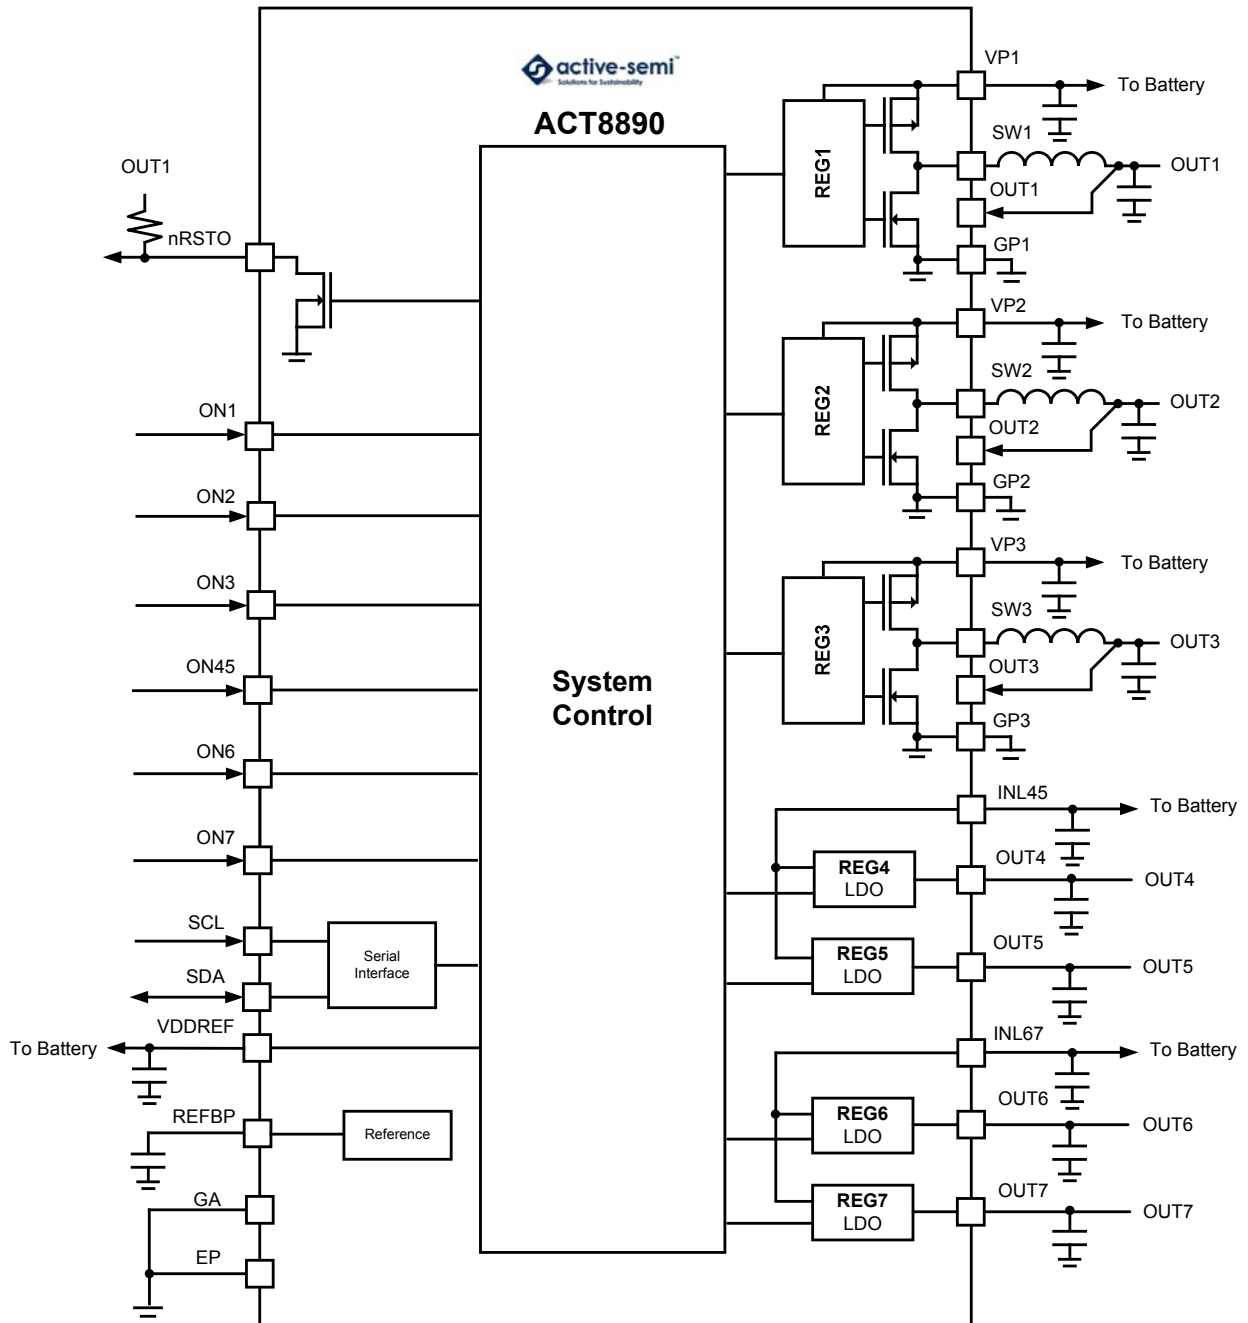 active-semi™
Solutions for Sustainability
ACT8890
System
Control
OUT1
nRSTO
ON1
ON2
ON3
ON45
ON6
ON7
SCL
SDA
Serial
Interface
VDDREF
To Battery
REFBP
Reference
GA
EP
REG1
VP1
To Battery
SW1
OUT1
OUT1
GP1
REG2
VP2
To Battery
SW2
OUT2
OUT2
GP2
REG3
VP3
To Battery
SW3
OUT3
OUT3
GP3
INL45
To Battery
REG4
LDO
OUT4
OUT4
REG5
LDO
OUT5
OUT5
INL67
To Battery
REG6
LDO
OUT6
OUT6
REG7
LDO
OUT7
OUT7